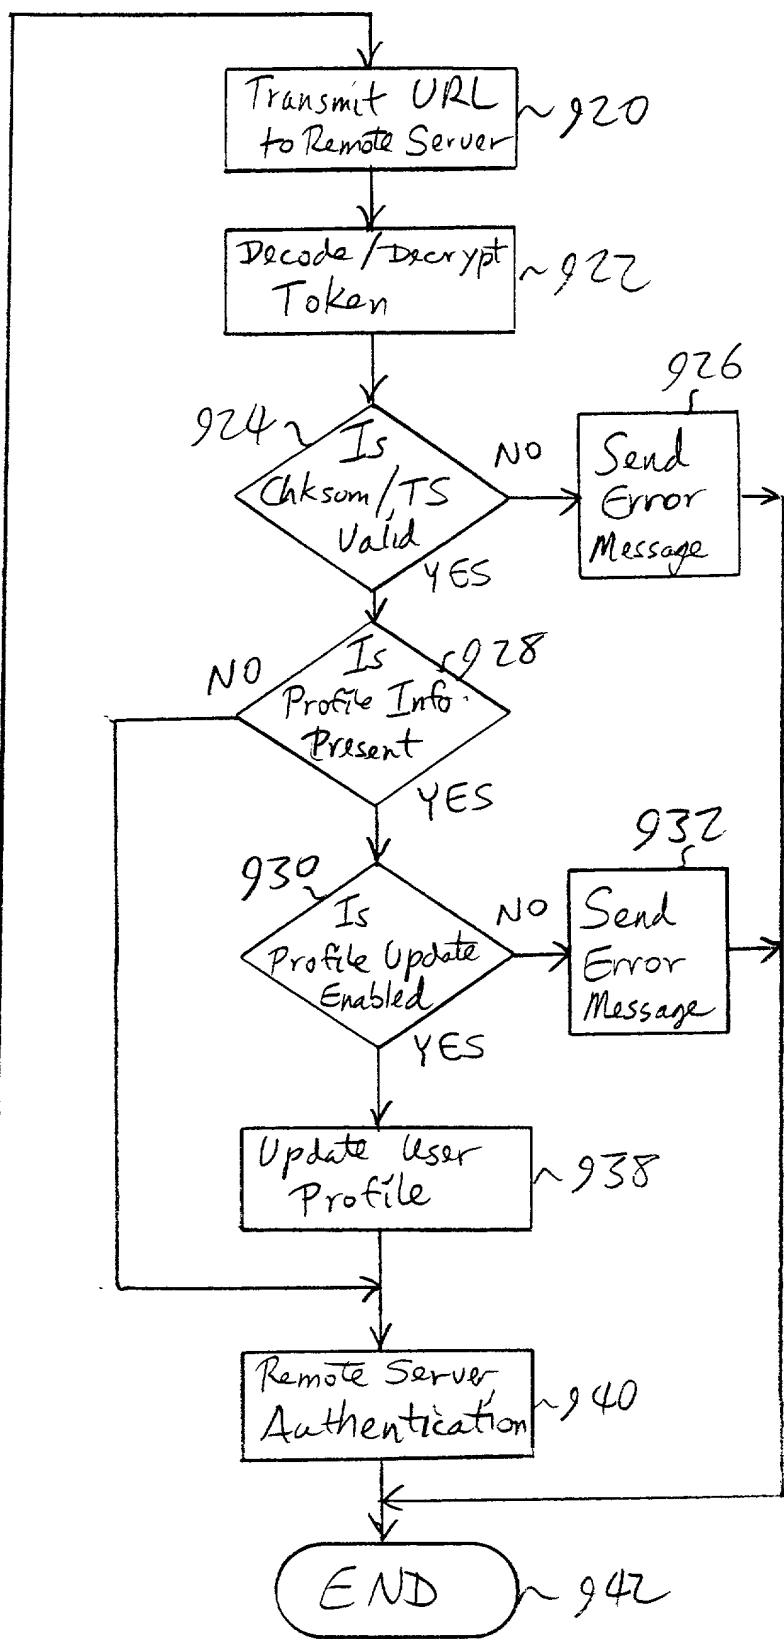 Transmit URL
to Remote Server
920
Decode/Decrypt
Token
922
924
Is
Chksom/TS
Valid
NO
YES
926
Send
Error
Message
928
Is
Profile Info.
Present
NO
YES
930
Is
Profile Update
Enabled
NO
YES
932
Send
Error
Message
Update User
Profile
938
Remote Server
Authentication
940
END
942